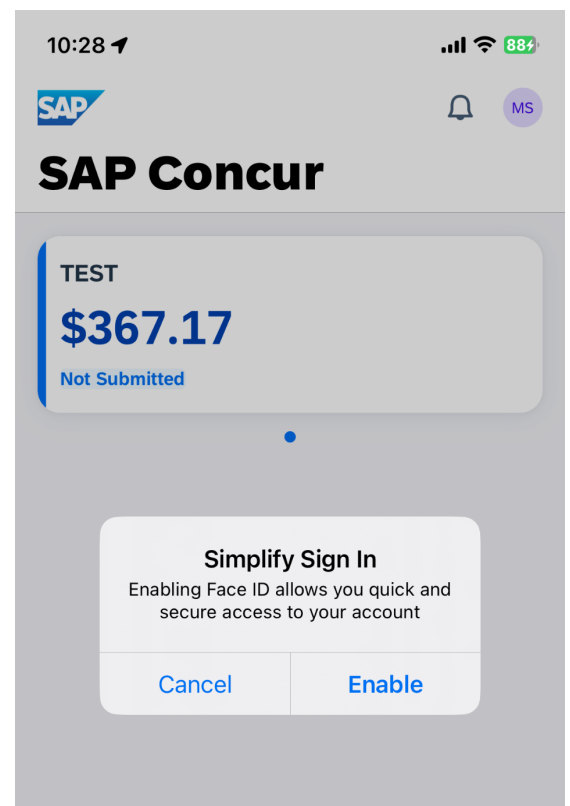 10:28
88
SAP
MS
SAP Concur
TEST
$367.17
Not Submitted
Simplify Sign In
Enabling Face ID allows you quick and
secure access to your account
Cancel
Enable